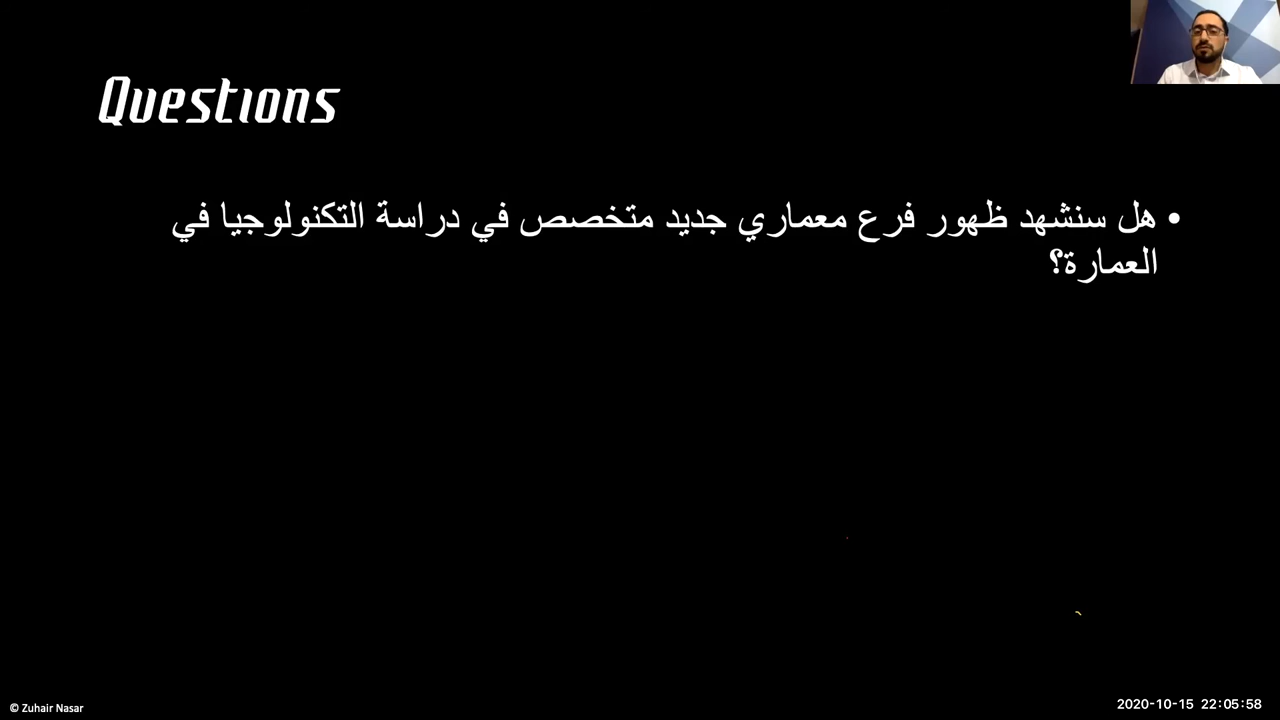 Questions
• هل سنشهد ظهور فرع معماري جديد متخصص في دراسة التكنولوجيا في
العمارة؟
© Zuhair Nasar
2020-10-15 22:05:58